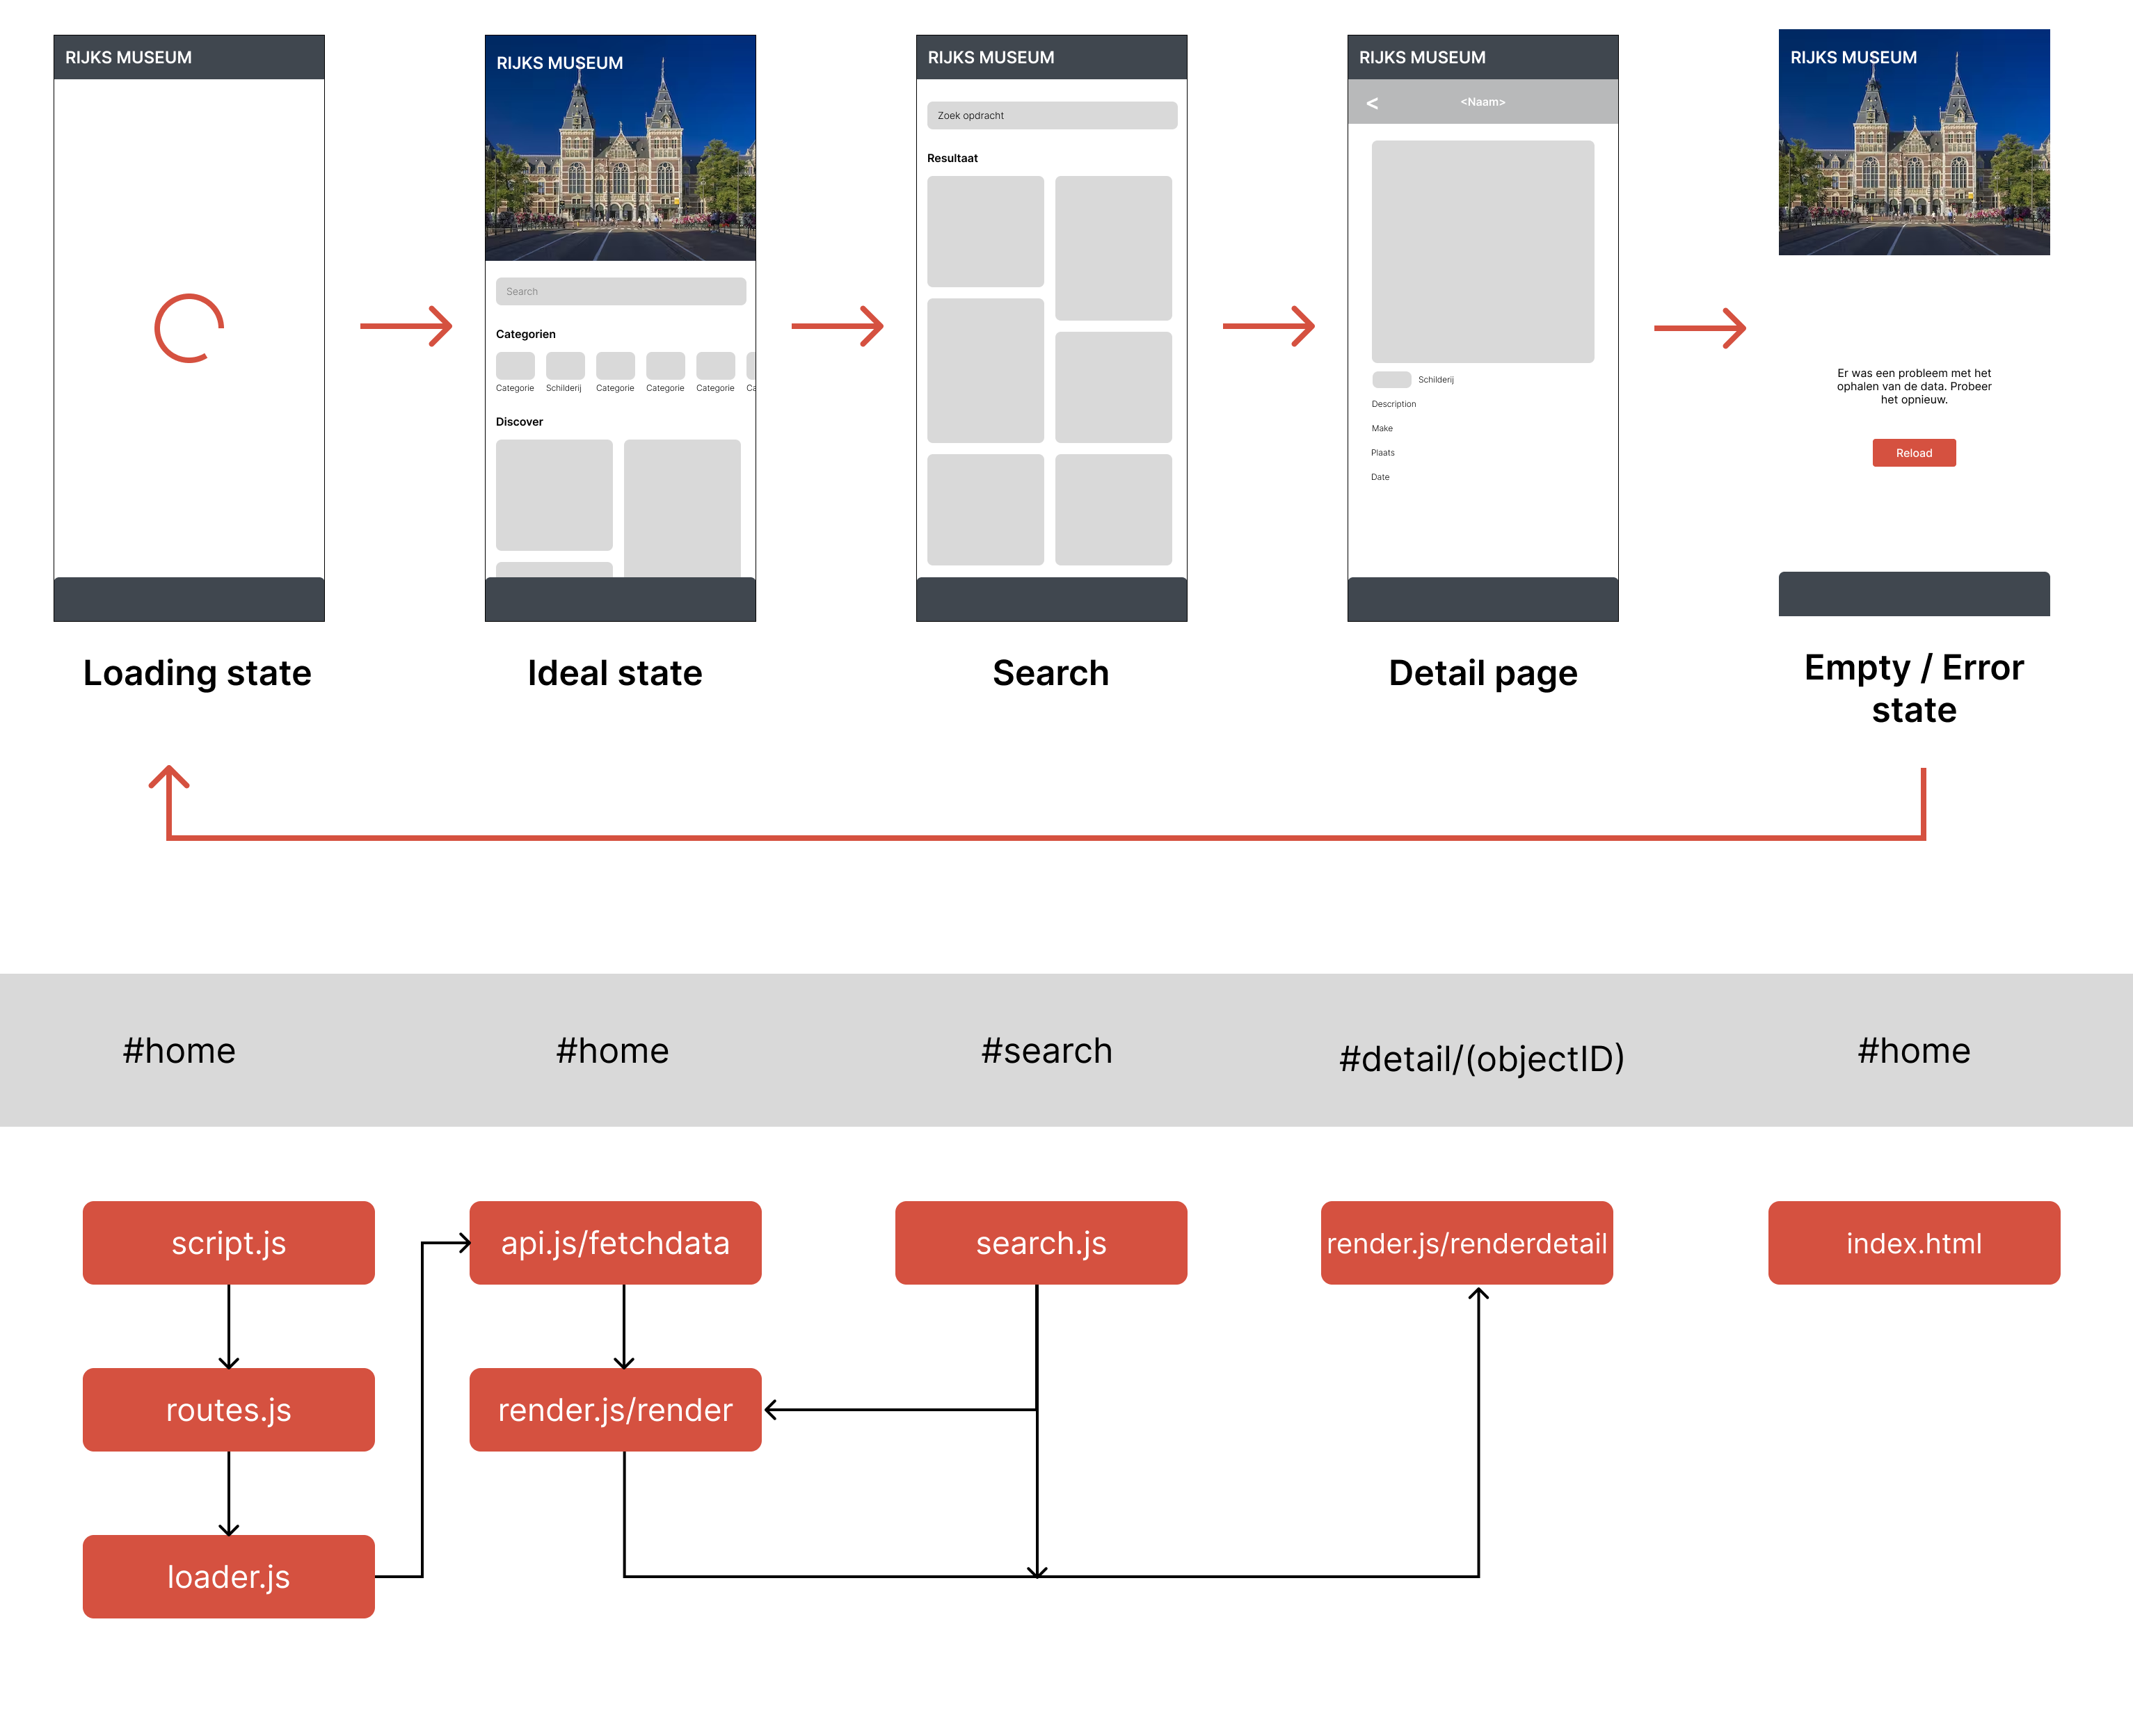 RIJKS MUSEUM
RIJKS MUSEUM
Search
Categorien
Categorie
Schilderij
Categorie
Categorie
Categorie
Ca
Discover
RIJKS MUSEUM
Zoek opdracht
Resultaat
RIJKS MUSEUM
<
<Naam>
Schilderij
Description
Make
Plaats
Date
RIJKS MUSEUM
Er was een probleem met het
ophalen van de data. Probeer
het opnieuw.
Reload
Loading state
Ideal state
Search
Detail page
Empty / Error
state
#home
#home
#search
#detail/(objectID)
#home
script.js
api.js/fetchdata
search.js
render.js/renderdetail
index.html
routes.js
render.js/render
loader.js